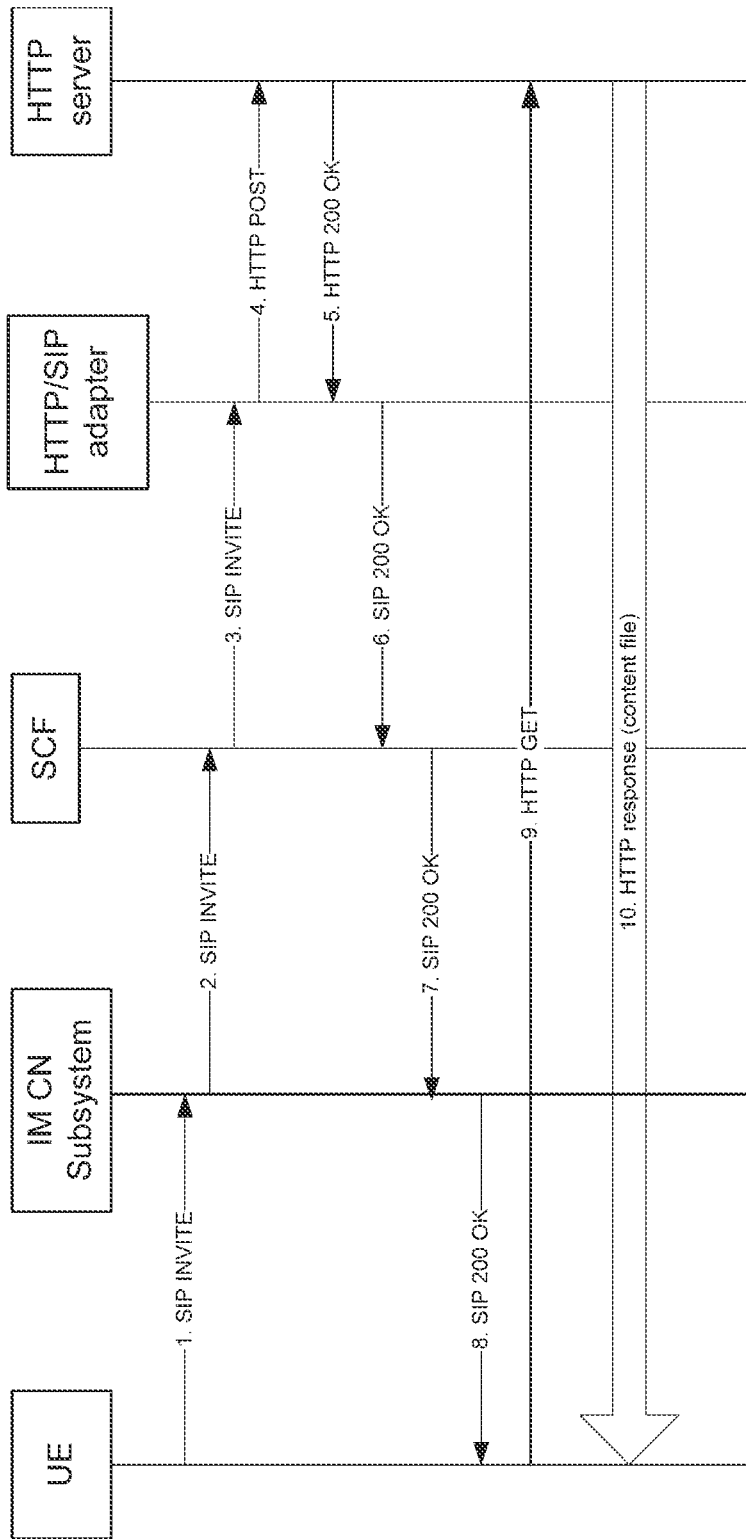 UE
IM CN
Subsystem
SCF
HTTP/SIP
adapter
HTTP
server
1. SIP INVITE
2. SIP INVITE
3. SIP INVITE
4. HTTP POST
5. HTTP 200 OK
6. SIP 200 OK
7. SIP 200 OK
8. SIP 200 OK
9. HTTP GET
10. HTTP response (content file)